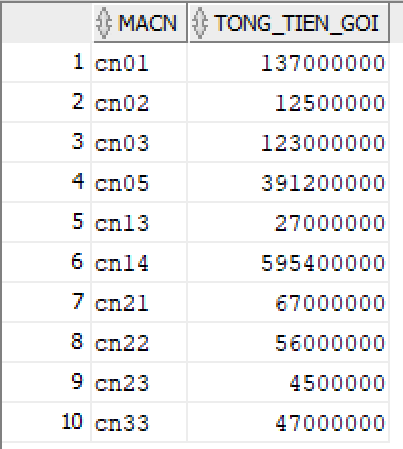 MACN TONG_TIEN_GOI
1 cn01 137000000
2 cn02 12500000
3 cn03 123000000
4 cn05 391200000
5 cn13 27000000
6 cn14 595400000
7 cn21 67000000
8 cn22 56000000
9 cn23 4500000
10 cn33 47000000